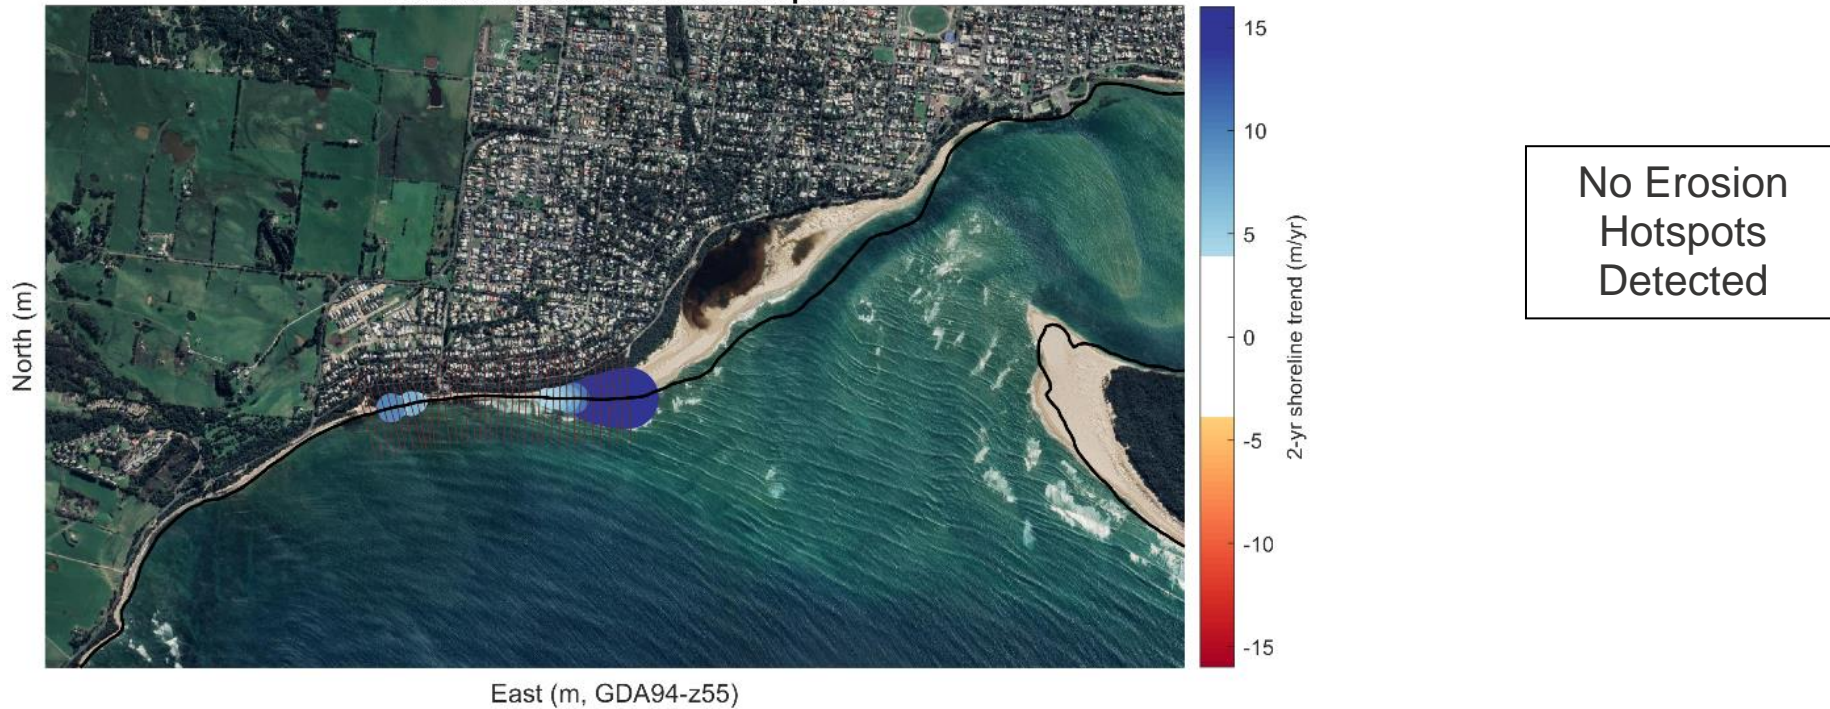 15
10
5
0
-5
-10
-15
2-yr shoreline trend (m/yr)
North (m)
East (m, GDA94-z55)
No Erosion
Hotspots
Detected